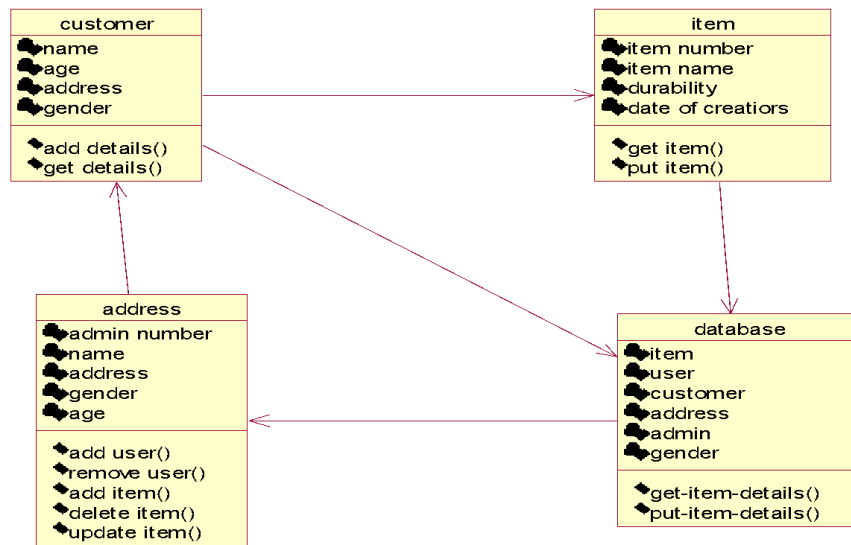 customer
name
age
address
gender
add details()
get details()
item
item number
item name
durability
date of creatiors
get item()
put item()
address
admin number
name
address
gender
age
add user()
remove user()
add item()
delete item()
update item()
database
item
user
customer
address
admin
gender
get-item-details()
put-item-details()